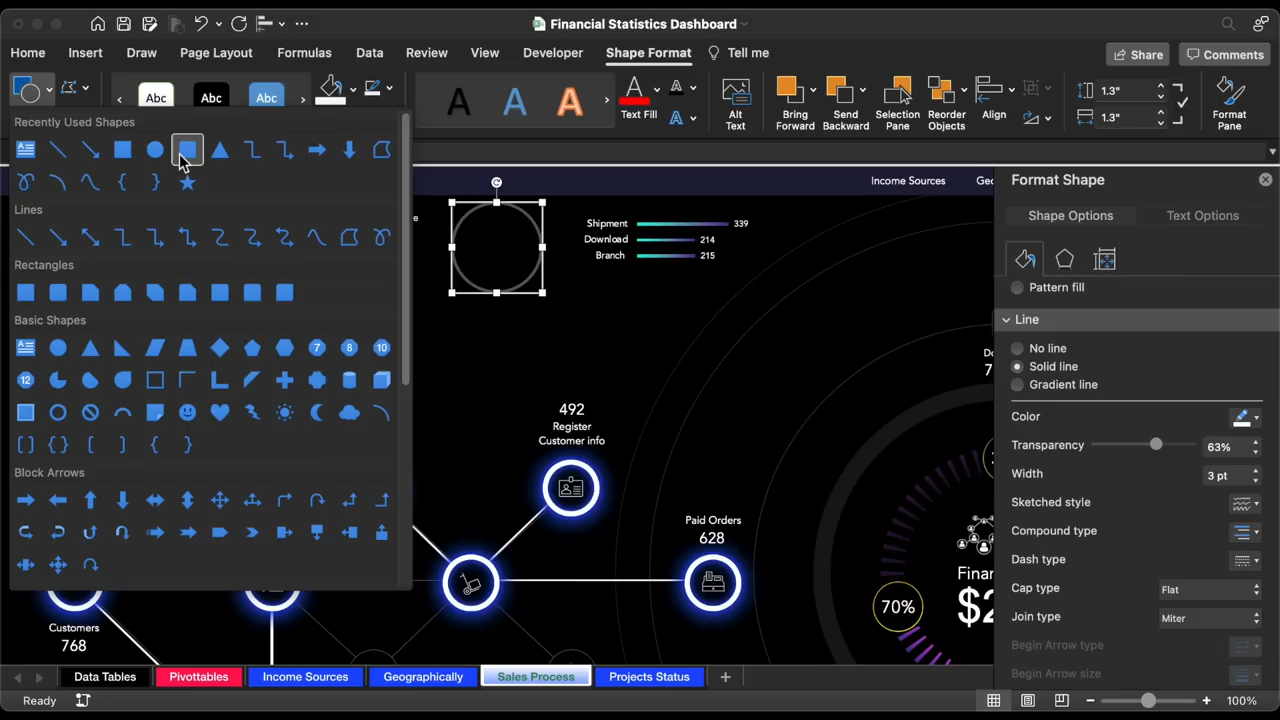 Financial Statistics Dashboard
Home Insert Draw Page Layout Formulas Data Review View Developer Shape Format Tell me
Share Comments
Abc Abc Abc
A A A
A A
A
Text Fill
Alt Text
Bring Forward
Send Backward
Selection Pane
Reorder Objects
Align
1.3"
1.3"
Format Pane
Recently Used Shapes
Lines
Rectangles
Basic Shapes
7 8 10
12
Block Arrows
Income Sources
Shipment 339
Download 214
Branch 215
492
Register
Customer info
Paid Orders
628
Customers
768
70%
Format Shape
Shape Options Text Options
Pattern fill
Line
No line
Solid line
Gradient line
Color
Transparency 63%
Width 3 pt
Sketched style
Compound type
Dash type
Cap type Flat
Join type Miter
Begin Arrow type
Begin Arrow size
Data Tables Pivottables Income Sources Geographically Sales Process Projects Status
Ready
100%